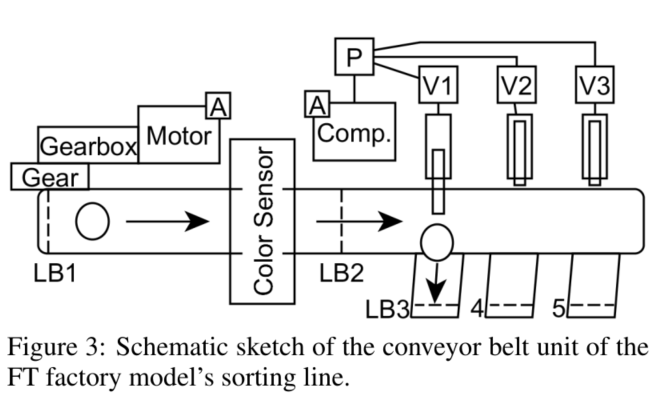 P
A
A
V1
V2
V3
Motor
Comp.
Gearbox
Gear
Color Sensor
LB1
LB2
LB3
4
5
Figure 3: Schematic sketch of the conveyor belt unit of the
FT factory model's sorting line.